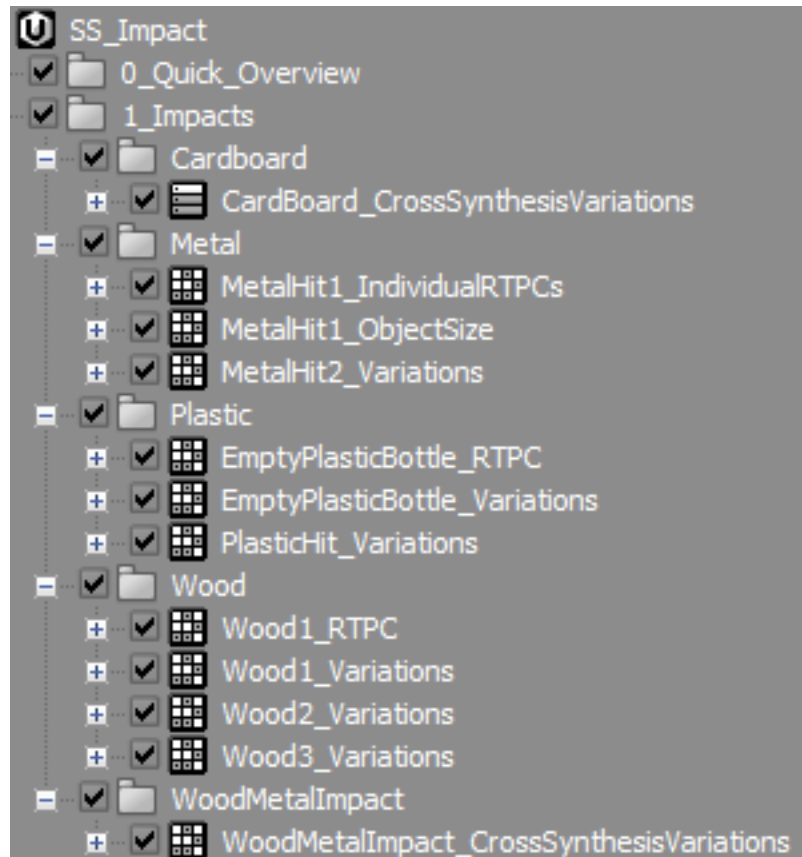 SS_Impact
0_Quick_Overview
1_Impacts
Cardboard
CardBoard_CrossSynthesisVariations
Metal
MetalHit1_IndividualRTPCs
MetalHit1_ObjectSize
MetalHit2_Variations
Plastic
EmptyPlasticBottle_RTPC
EmptyPlasticBottle_Variations
PlasticHit_Variations
Wood
Wood1_RTPC
Wood1_Variations
Wood2_Variations
Wood3_Variations
WoodMetalImpact
WoodMetalImpact_CrossSynthesisVariations